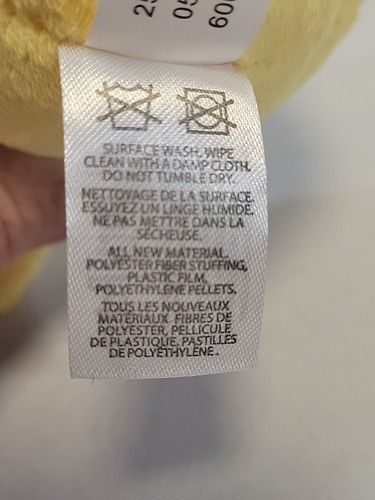 SURFACE WASH. WIPE
CLEAN WITH A DAMP CLOTH.
DO NOT TUMBLE DRY.
NETTOYAGE DE LA SURFACE.
ESSUYEZ UN LINGE HUMIDE.
NE PAS METTRE DANS LA
SÉCHEUSE.
ALL NEW MATERIAL.
POLYESTER FIBER STUFFING,
PLASTIC FILM,
POLYETHYLENE PELLETS.
TOUS LES NOUVEAUX
MATERIAUX. FIBRES DE
POLYESTER, PELLICULE
DE PLASTIQUE, PASTILLES
DE POLYÉTHYLÈNE.